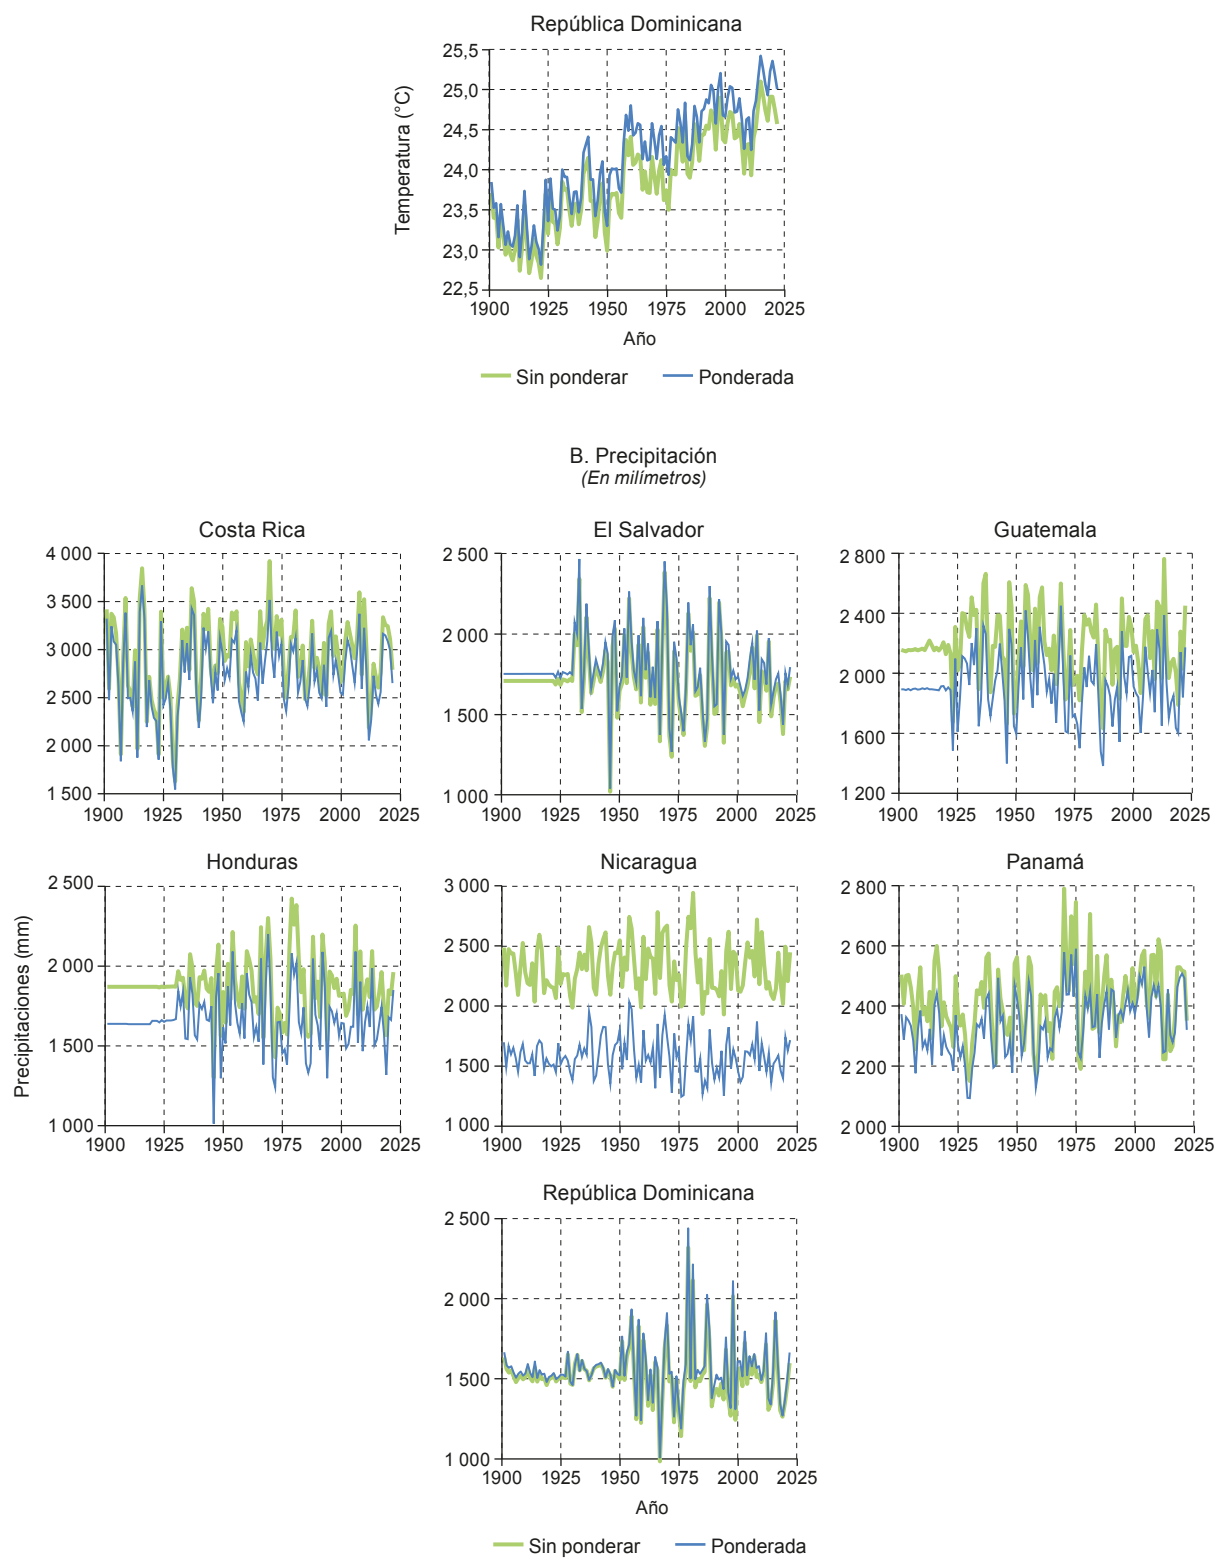 República Dominicana
25,5
25,0
24,5
24,0
23,5
23,0
22,5
Temperatura (°C)
1900 1925 1950 1975 2000 2025
Año
Sin ponderar Ponderada
B. Precipitación
(En milímetros)
Costa Rica
4 000
3 500
3 000
2 500
2 000
1 500
1900 1925 1950 1975 2000 2025
El Salvador
2 500
2 000
1 500
1 000
1900 1925 1950 1975 2000 2025
Guatemala
2 800
2 400
2 000
1 600
1 200
1900 1925 1950 1975 2000 2025
Precipitaciones (mm)
Honduras
2 500
2 000
1 500
1 000
1900 1925 1950 1975 2000 2025
Nicaragua
3 000
2 500
2 000
1 500
1 000
1900 1925 1950 1975 2000 2025
Panamá
2 800
2 600
2 400
2 200
2 000
1900 1925 1950 1975 2000 2025
República Dominicana
2 500
2 000
1 500
1 000
1900 1925 1950 1975 2000 2025
Año
Sin ponderar Ponderada